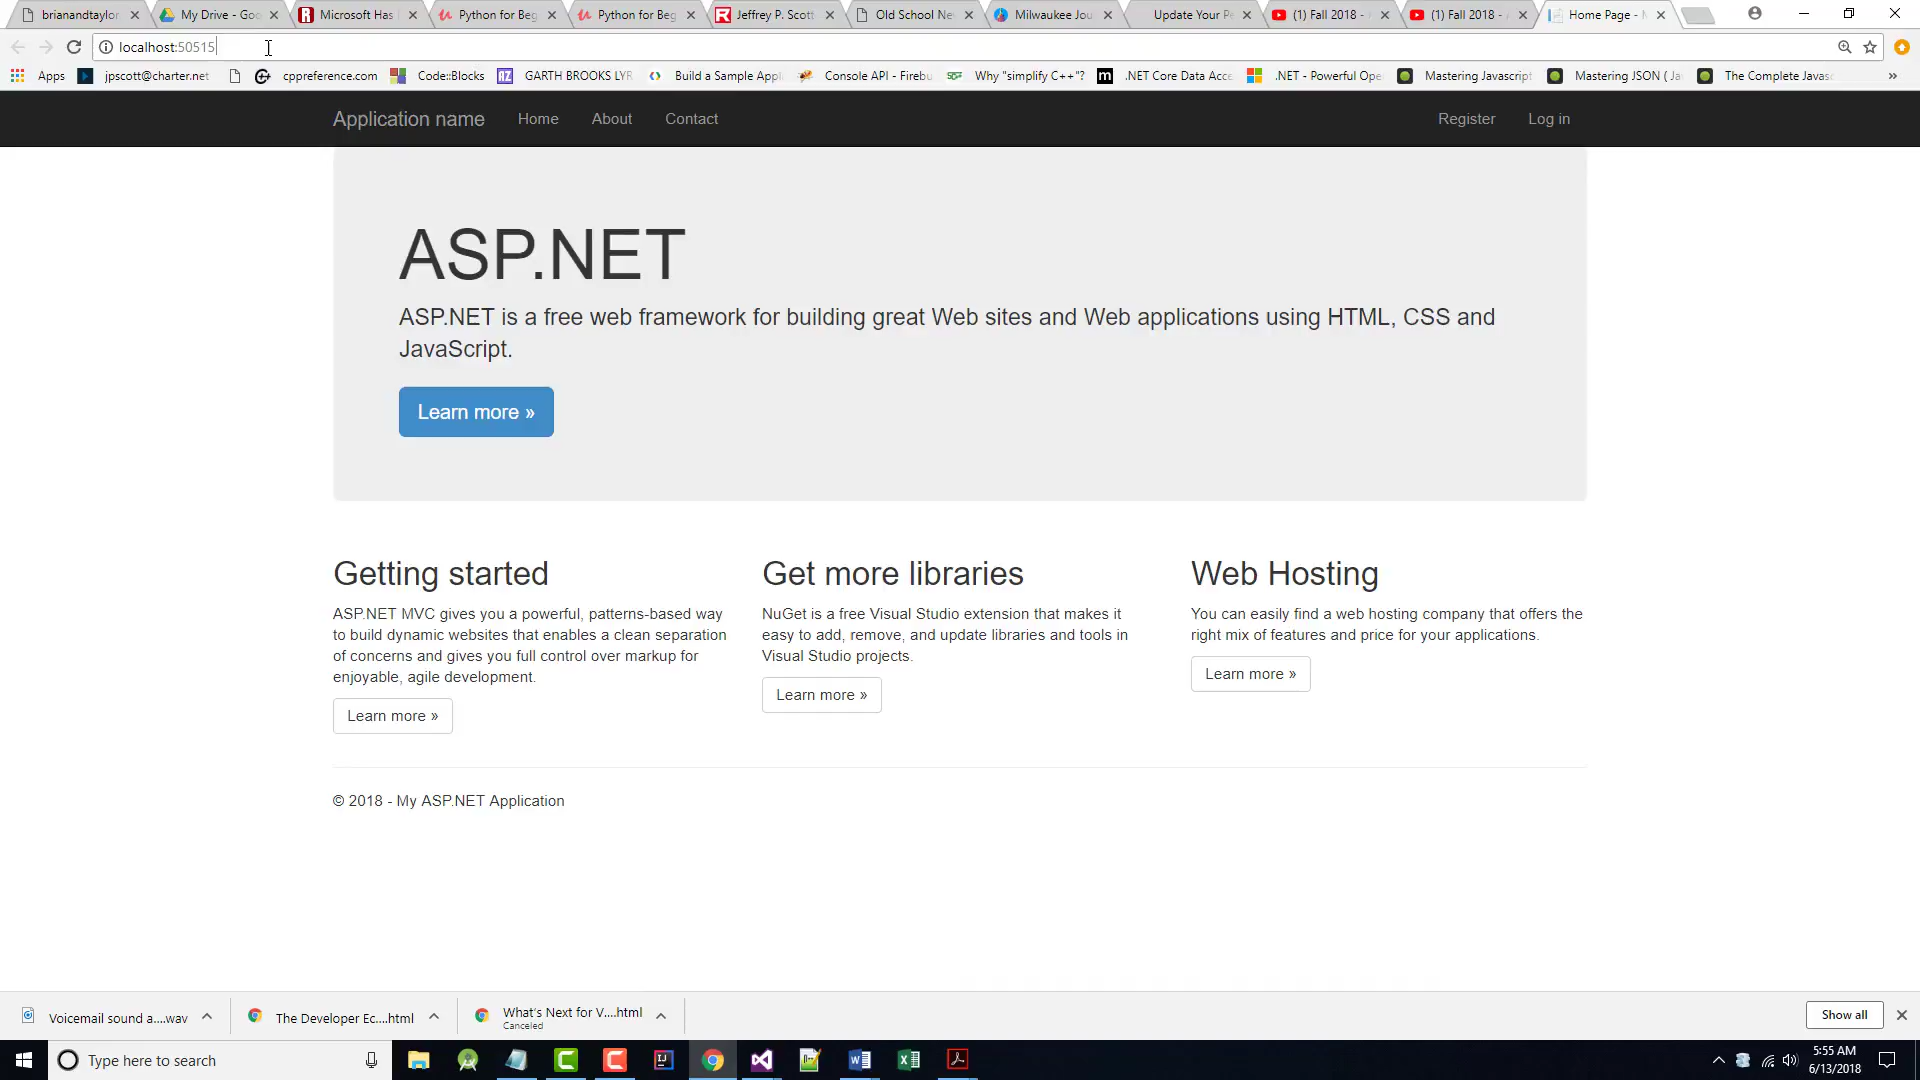 brianandtaylor
My Drive - Goo
Microsoft Has
Python for Beg
Python for Beg
Jeffrey P. Scott
Old School Ne
Milwaukee Jou
Update Your Pe
(1) Fall 2018 -
(1) Fall 2018 -
Home Page -
localhost:50515
Apps
jpscott@charter.net
cppreference.com
Code::Blocks
GARTH BROOKS LYR
Build a Sample Appl
Console API - Firebu
Why "simplify C++"?
.NET Core Data Acce
.NET - Powerful Ope
Mastering Javascript
Mastering JSON ( Ja
The Complete Javasc
»
Application name
Home
About
Contact
Register
Log in
ASP.NET
ASP.NET is a free web framework for building great Web sites and Web applications using HTML, CSS and
JavaScript.
Learn more »
Getting started
ASP.NET MVC gives you a powerful, patterns-based way
to build dynamic websites that enables a clean separation
of concerns and gives you full control over markup for
enjoyable, agile development.
Learn more »
Get more libraries
NuGet is a free Visual Studio extension that makes it
easy to add, remove, and update libraries and tools in
Visual Studio projects.
Learn more »
Web Hosting
You can easily find a web hosting company that offers the
right mix of features and price for your applications.
Learn more »
© 2018 - My ASP.NET Application
Voicemail sound a....wav
The Developer Ec....html
What's Next for V....html
Canceled
Show all
Type here to search
5:55 AM
6/13/2018